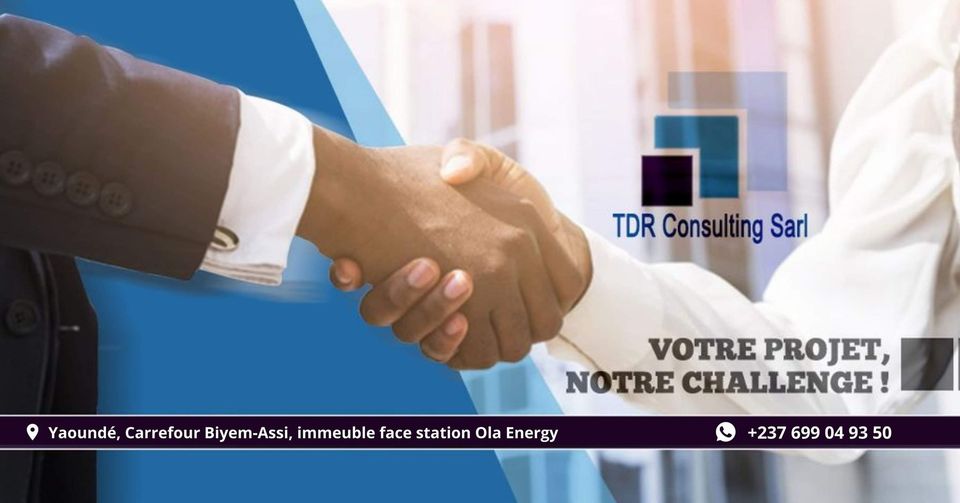 TDR Consulting Sarl
VOTRE PROJET,
NOTRE CHALLENGE !
Yaoundé, Carrefour Biyem-Assi, immeuble face station Ola Energy
+237 699 04 93 50